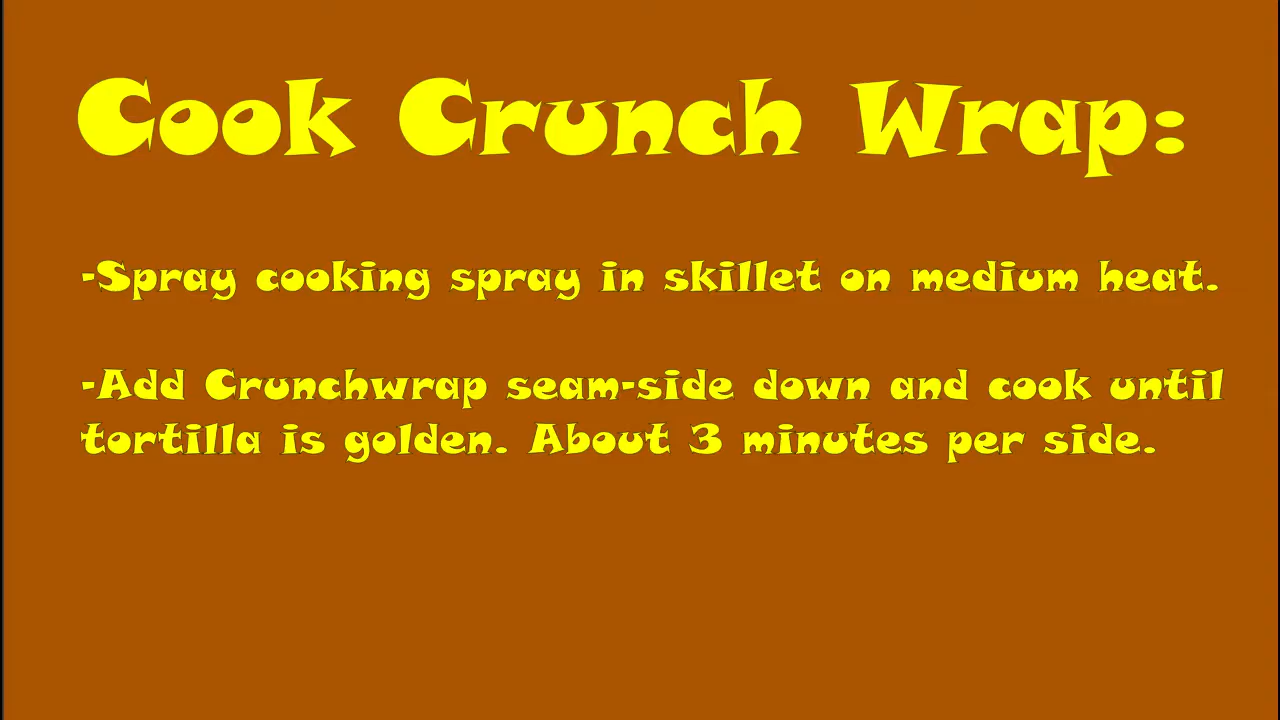 Cook Crunch Wrap:
-Spray cooking spray in skillet on medium heat.
-Add Crunchwrap seam-side down and cook until
tortilla is golden. About 3 minutes per side.